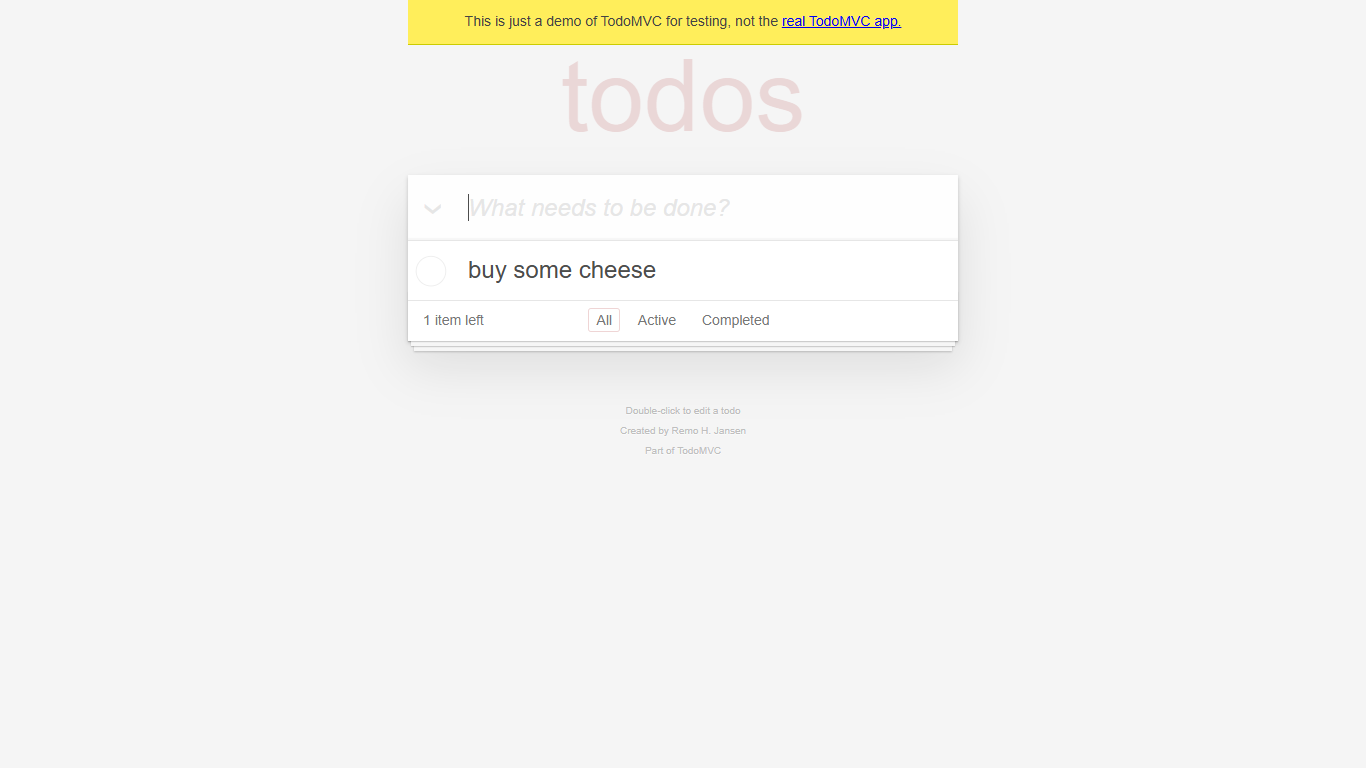 This is just a demo of TodoMVC for testing, not the real TodoMVC app.
todos
What needs to be done?
buy some cheese
1 item left All Active Completed
Double-click to edit a todo
Created by Remo H. Jansen
Part of TodoMVC